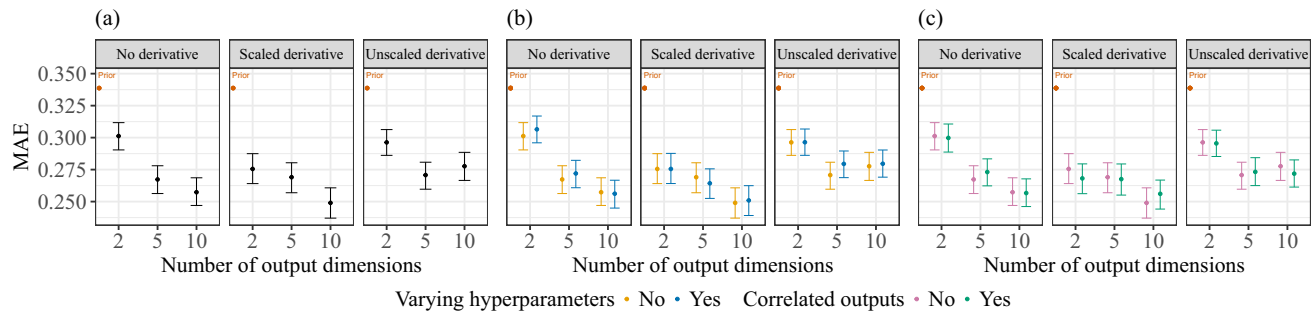 (a)
(b)
(c)
No derivative
Scaled derivative
Unscaled derivative
No derivative
Scaled derivative
Unscaled derivative
No derivative
Scaled derivative
Unscaled derivative
MAE
0.350
0.325
0.300
0.275
0.250
Prior
Prior
Prior
Prior
Prior
Prior
Prior
Prior
Prior
2 5 10
2 5 10
2 5 10
2 5 10
2 5 10
2 5 10
2 5 10
2 5 10
2 5 10
Number of output dimensions
Number of output dimensions
Number of output dimensions
Varying hyperparameters No Yes Correlated outputs No Yes